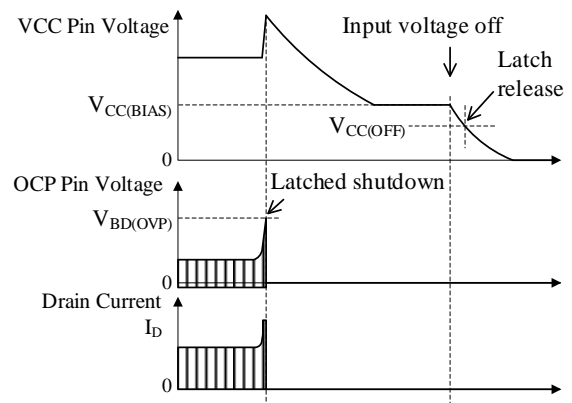 VCC Pin Voltage
Input voltage off
Latch
release
VCC(BIAS)
VCC(OFF)
0
OCP Pin Voltage
Latched shutdown
VBD(OVP)
0
Drain Current
ID
0